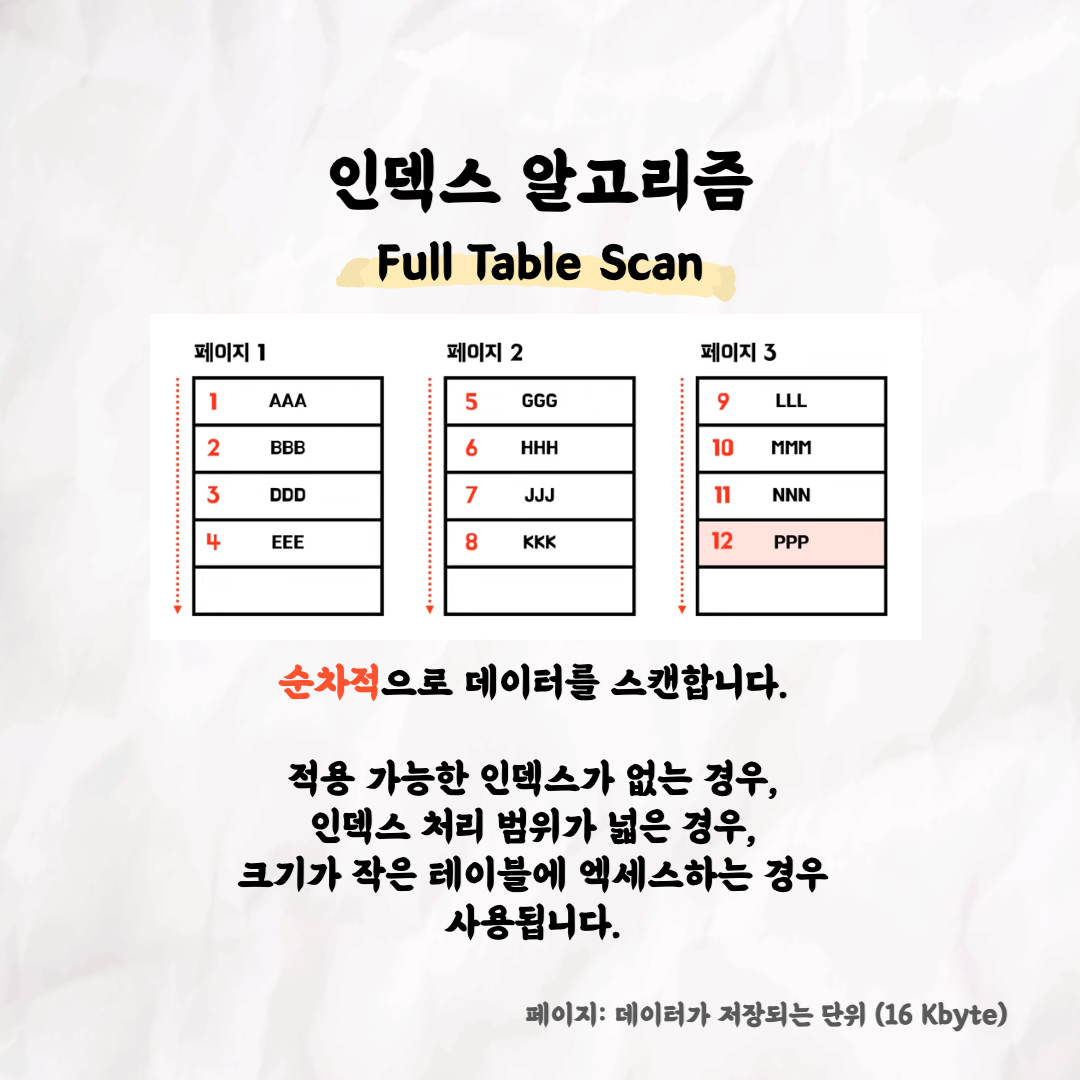 인덱스 알고리즘
Full Table Scan
페이지 1
1 AAA
2 BBB
3 DDD
4 EEE
페이지 2
5 GGG
6 HHH
7 JJJ
8 KKK
페이지 3
9 LLL
10 MMM
11 NNN
12 PPP
순차적으로 데이터를 스캔합니다.
적용 가능한 인덱스가 없는 경우,
인덱스 처리 범위가 넓은 경우,
크기가 작은 테이블에 엑세스하는 경우
사용됩니다.
페이지: 데이터가 저장되는 단위 (16 Kbyte)